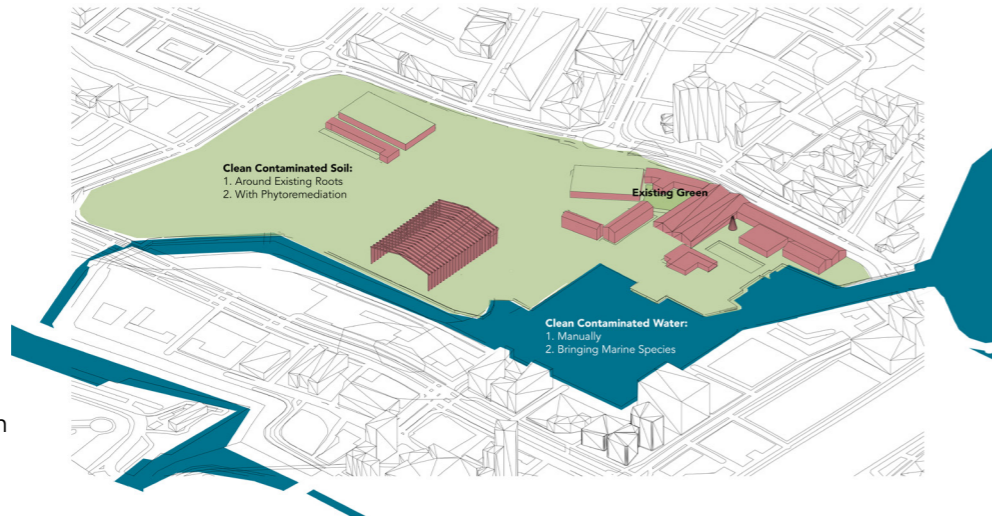 Clean Contaminated Soil:
1. Around Existing Roots
2. With Phytoremediation
Existing Green
Clean Contaminated Water:
1. Manually
2. Bringing Marine Species
n